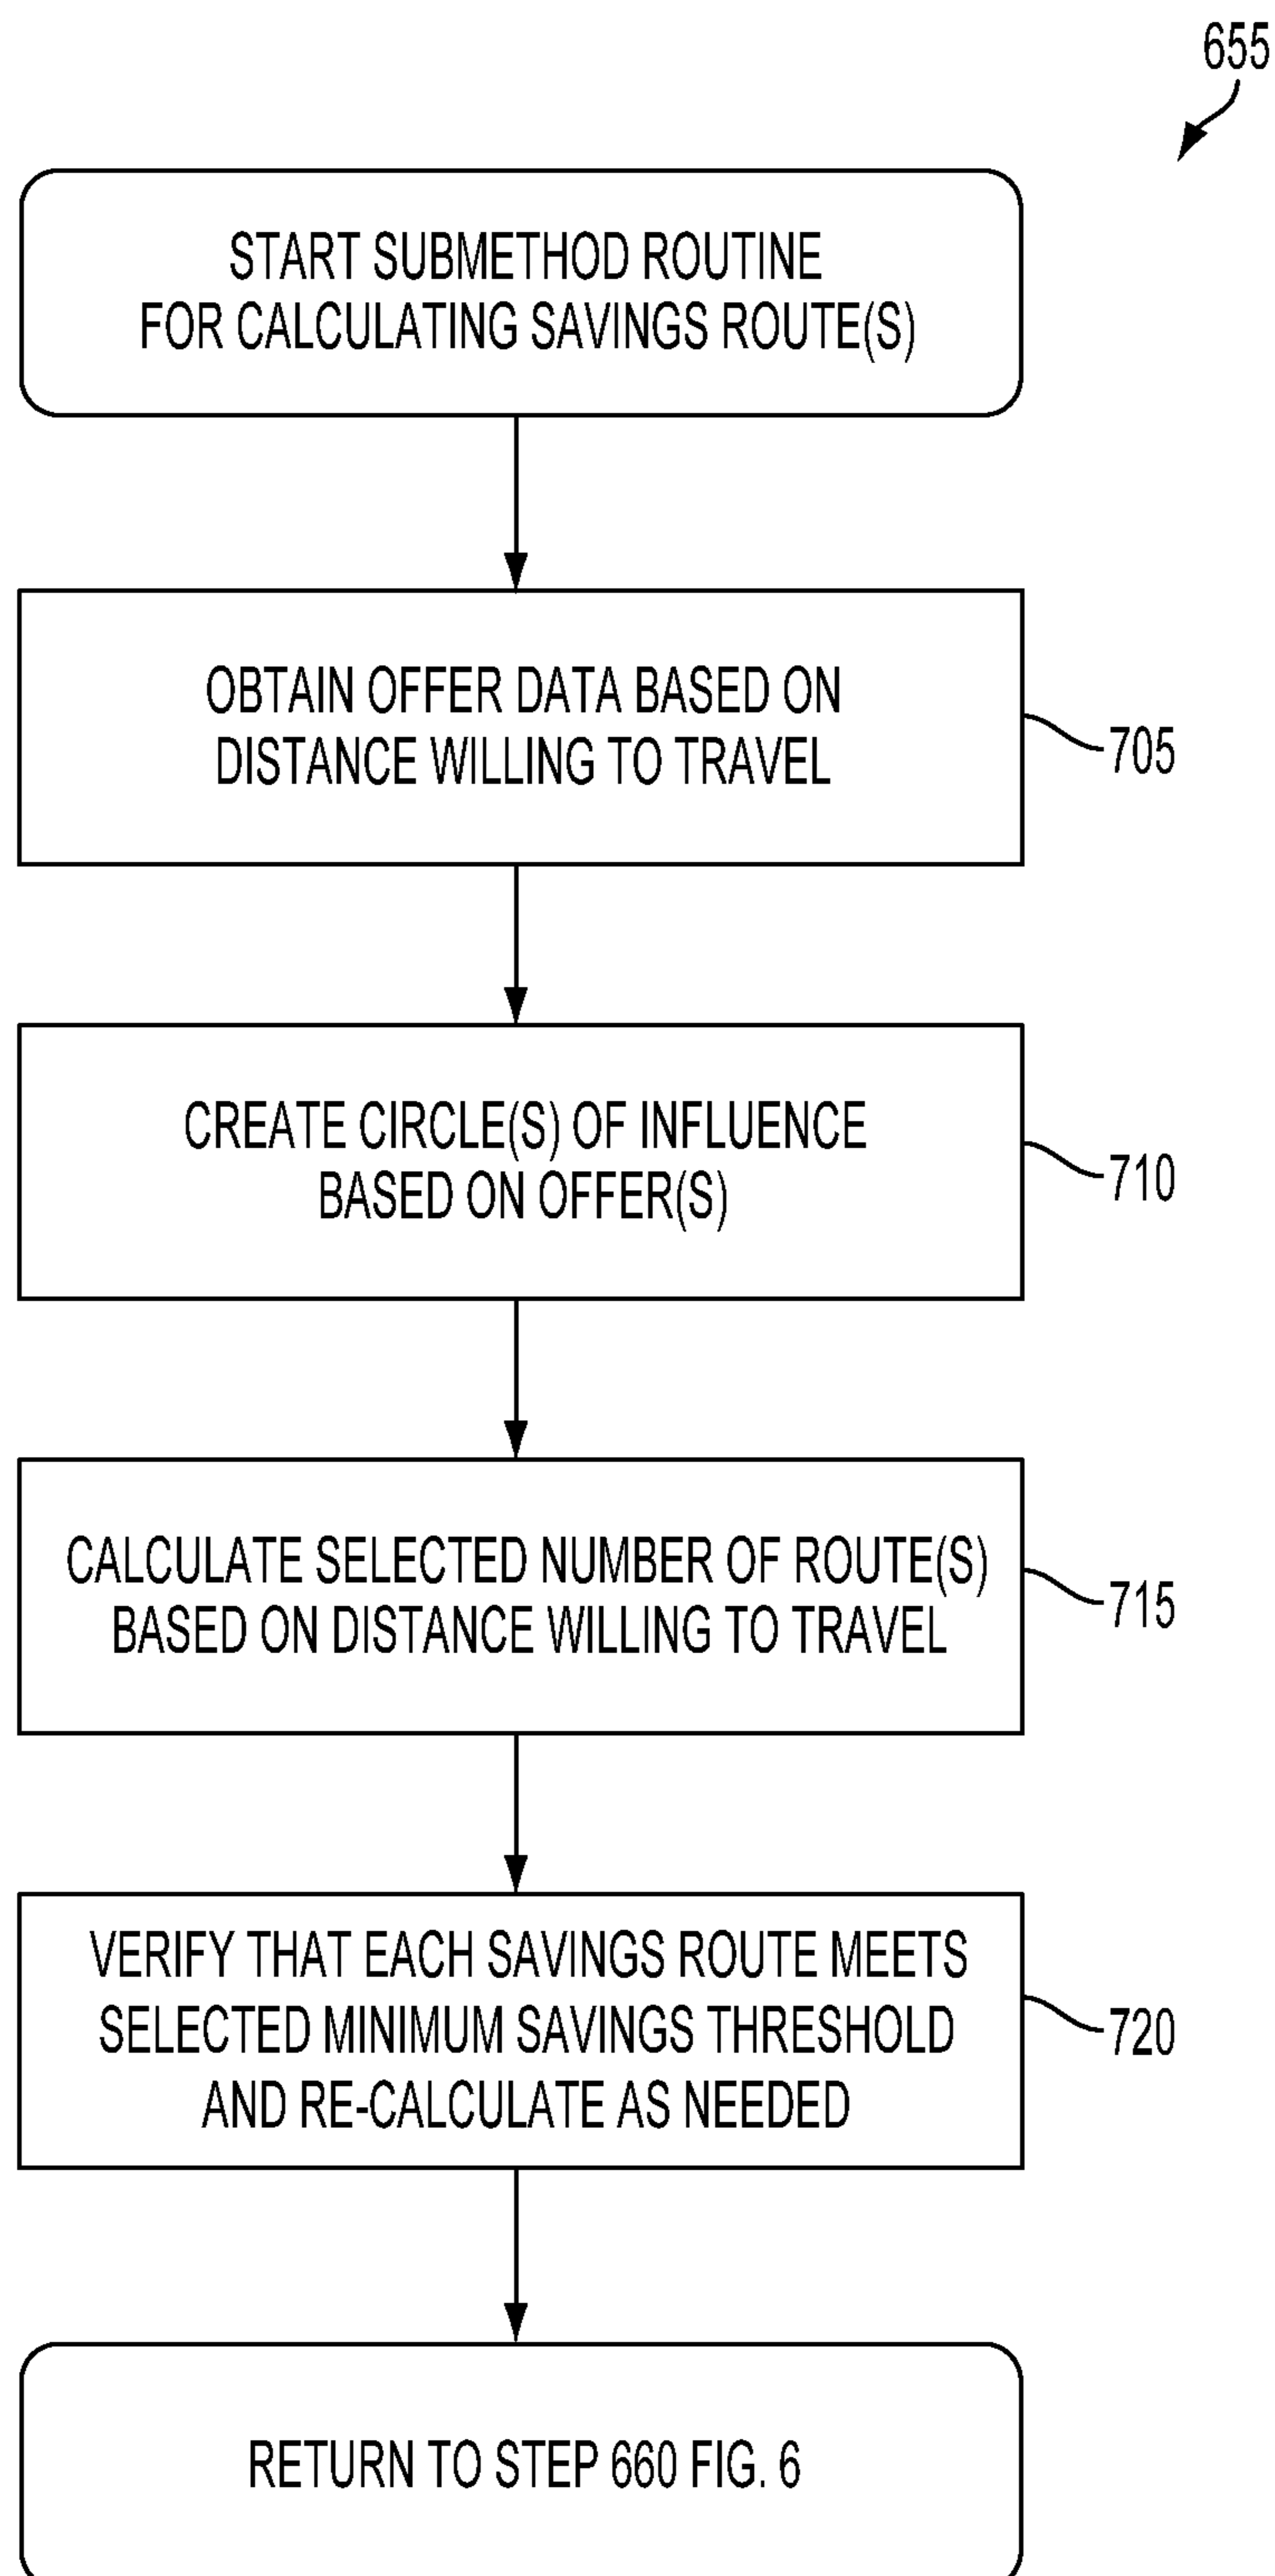 655
START SUBMETHOD ROUTINE
FOR CALCULATING SAVINGS ROUTE(S)
OBTAIN OFFER DATA BASED ON
DISTANCE WILLING TO TRAVEL
705
CREATE CIRCLE(S) OF INFLUENCE
BASED ON OFFER(S)
710
CALCULATE SELECTED NUMBER OF ROUTE(S)
BASED ON DISTANCE WILLING TO TRAVEL
715
VERIFY THAT EACH SAVINGS ROUTE MEETS
SELECTED MINIMUM SAVINGS THRESHOLD
AND RE-CALCULATE AS NEEDED
720
RETURN TO STEP 660 FIG. 6